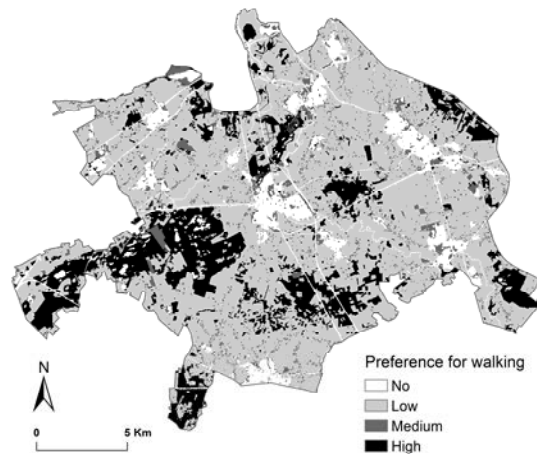 Preference for walking
No
Low
Medium
High
N
0 5 Km